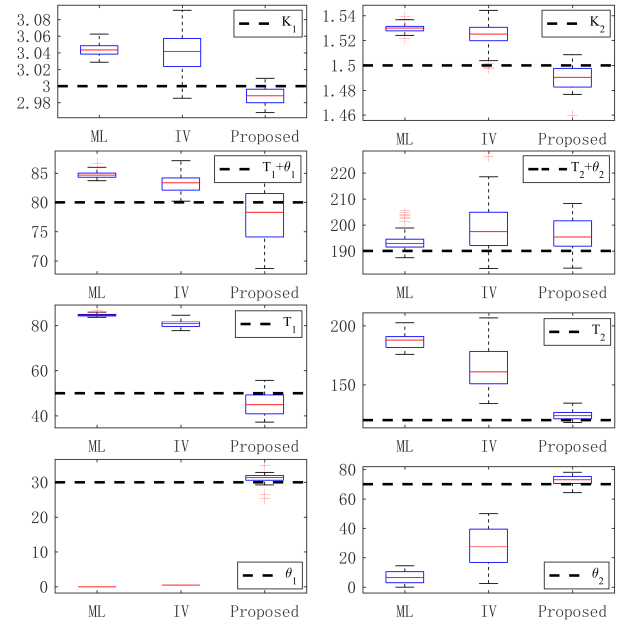 3.08
3.06
3.04
3.02
3
2.98
K₁
ML IV Proposed
1.54
1.52
1.5
1.48
1.46
K₂
ML IV Proposed
85
80
75
70
T₁+θ₁
ML IV Proposed
220
210
200
190
180
T₂+θ₂
ML IV Proposed
80
60
40
T₁
ML IV Proposed
200
150
T₂
ML IV Proposed
30
20
10
0
θ₁
ML IV Proposed
80
60
40
20
0
θ₂
ML IV Proposed